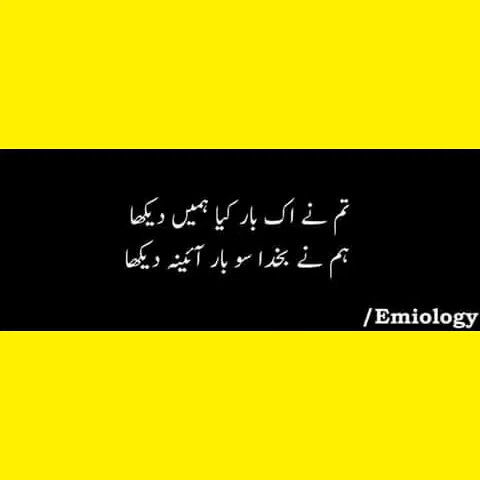 تم نے اک بار کیا ہمیں دیکھا
ہم نے بخدا سو بار آئینہ دیکھا
/Emiology